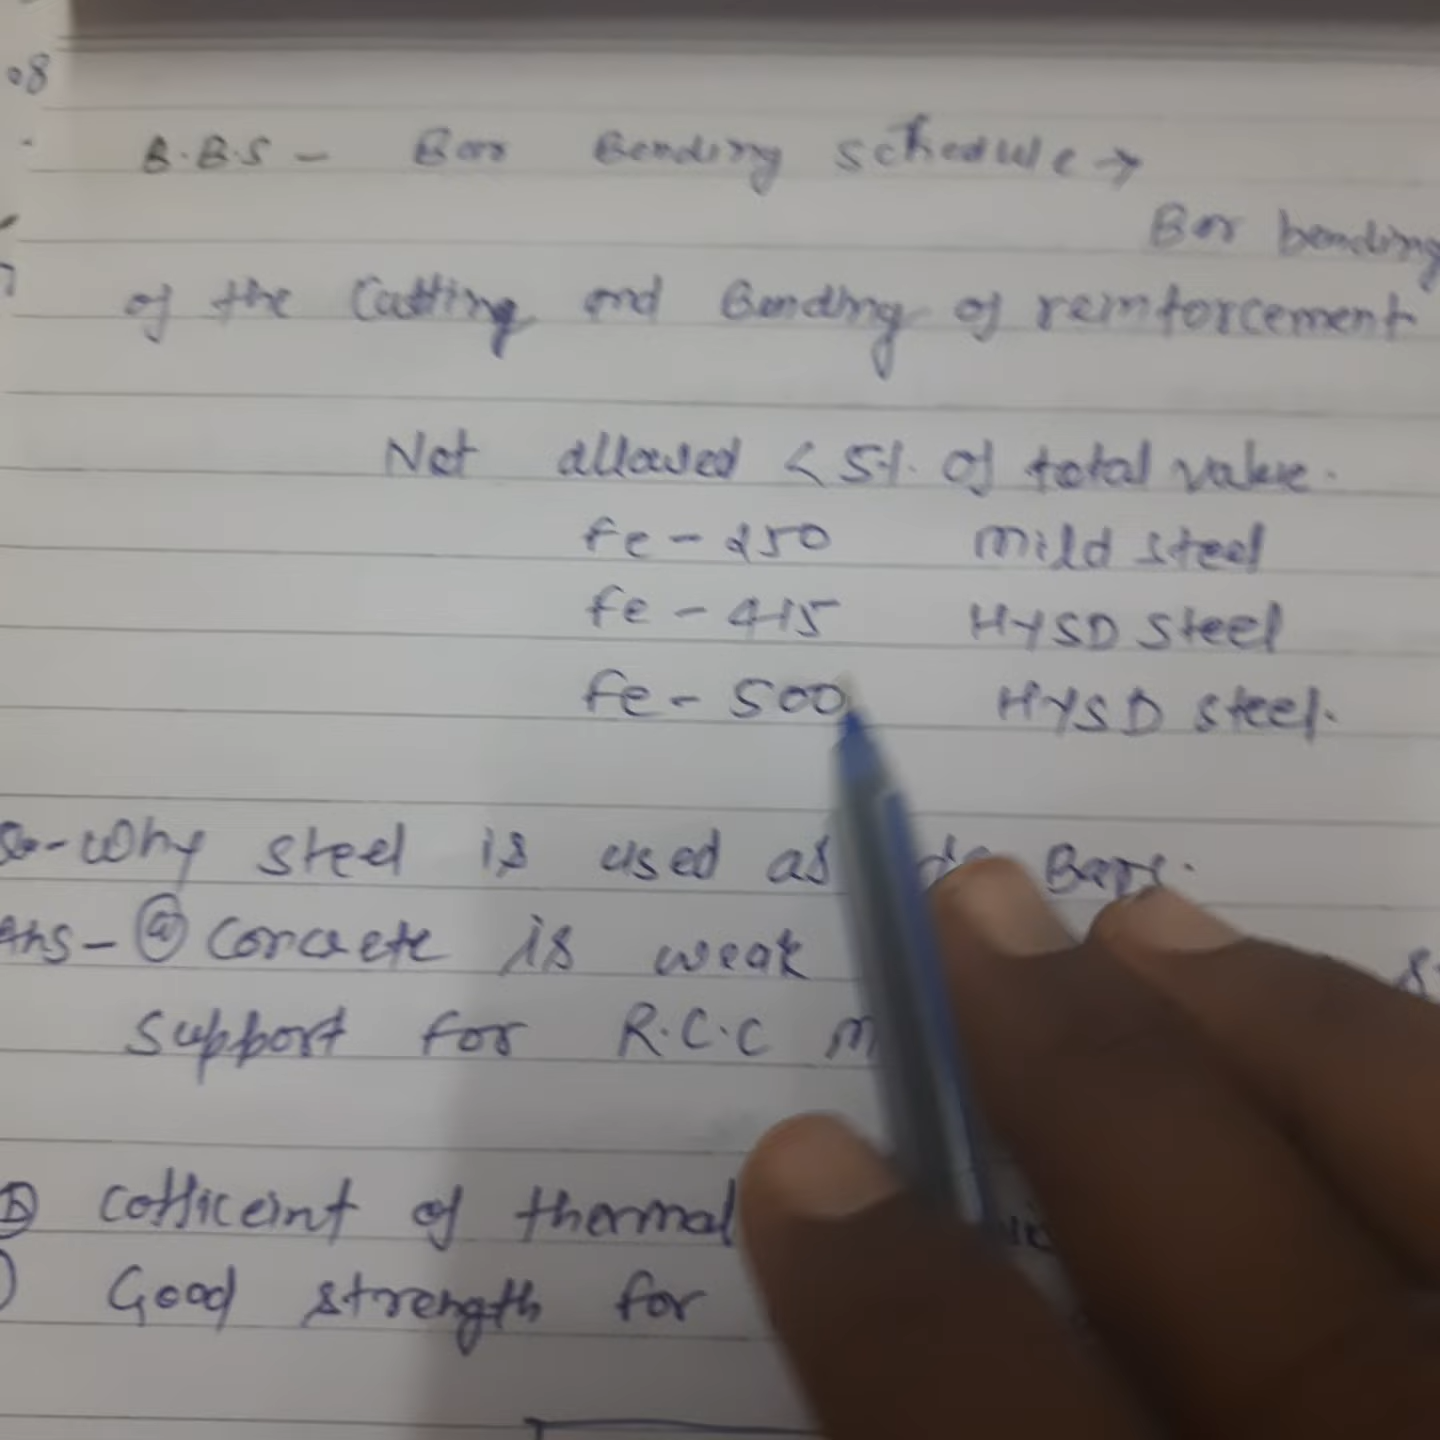 08
B.B.S - Bar Bending schedule →
Bar bending
of the Cutting and Bending of reinforcement
Not allowed < 5%. of total value.
fe - 250 Mild steel
fe - 415 HYSD Steel
fe - 500 HYSD steel.
Why steel is used as Bars.
Ans - ⓐ Concrete is weak
Support for R.C.C
ⓑ Cofficeint of thermal
Good strength for